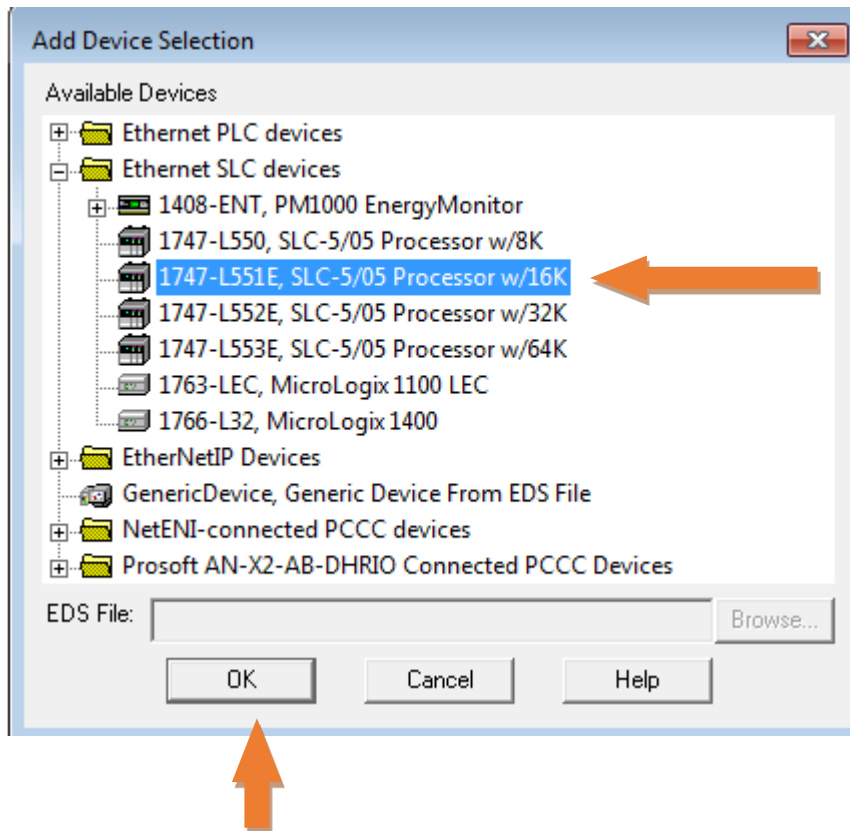 Add Device Selection
Available Devices
Ethernet PLC devices
Ethernet SLC devices
1408-ENT, PM1000 EnergyMonitor
1747-L550, SLC-5/05 Processor w/8K
1747-L551E, SLC-5/05 Processor w/16K
1747-L552E, SLC-5/05 Processor w/32K
1747-L553E, SLC-5/05 Processor w/64K
1763-LEC, MicroLogix 1100 LEC
1766-L32, MicroLogix 1400
EtherNetIP Devices
GenericDevice, Generic Device From EDS File
NetENI-connected PCCC devices
Prosoft AN-X2-AB-DHRIO Connected PCCC Devices
EDS File: Browse...
OK Cancel Help